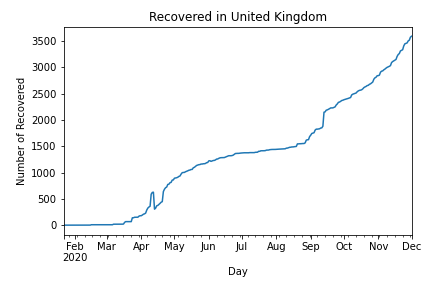 Recovered in United Kingdom
Number of Recovered
3500
3000
2500
2000
1500
1000
500
0
Feb Mar Apr May Jun Jul Aug Sep Oct Nov Dec
2020
Day